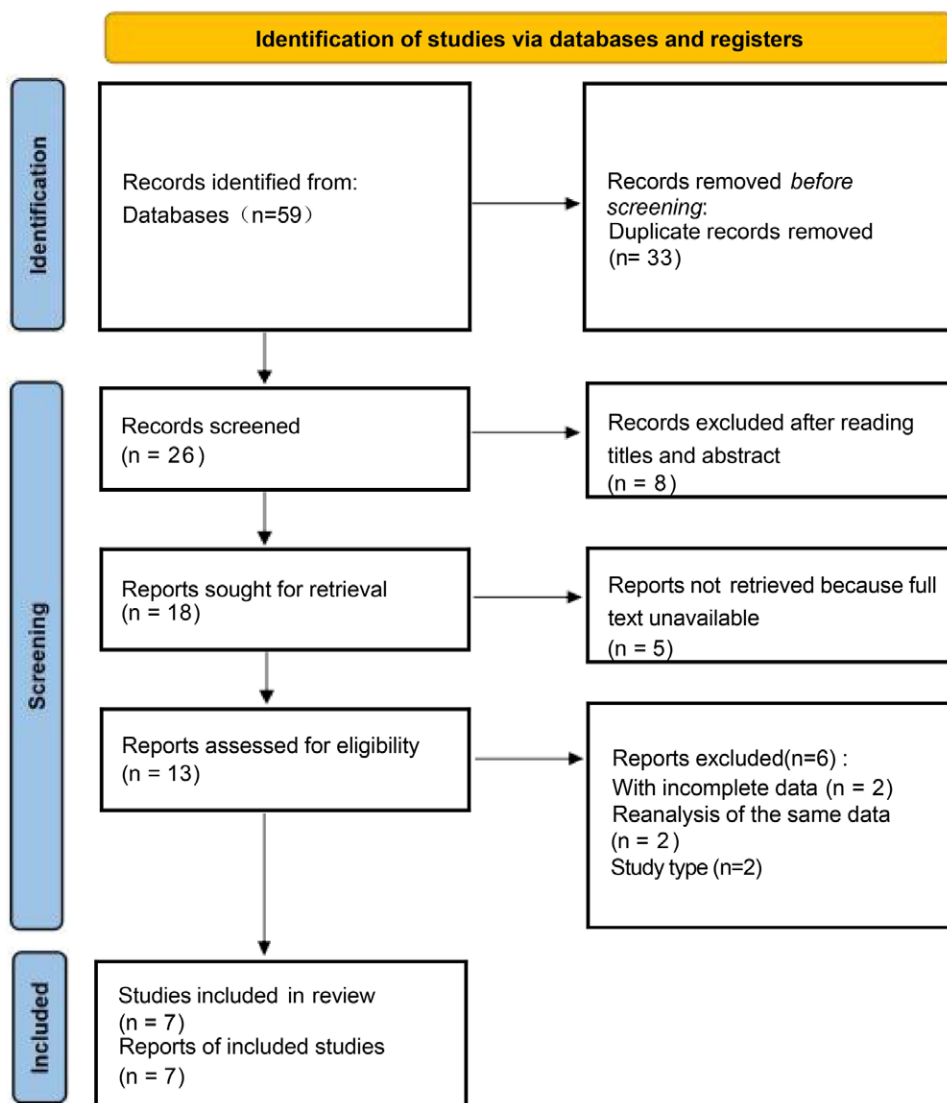 Identification of studies via databases and registers
Identification
Records identified from:
Databases（n=59）
Records removed before
screening:
Duplicate records removed
(n= 33)
Screening
Records screened
(n = 26)
Records excluded after reading
titles and abstract
(n = 8)
Reports sought for retrieval
(n = 18)
Reports not retrieved because full
text unavailable
(n = 5)
Reports assessed for eligibility
(n = 13)
Reports excluded(n=6) :
With incomplete data (n = 2)
Reanalysis of the same data
(n = 2)
Study type (n=2)
Included
Studies included in review
(n = 7)
Reports of included studies
(n = 7)